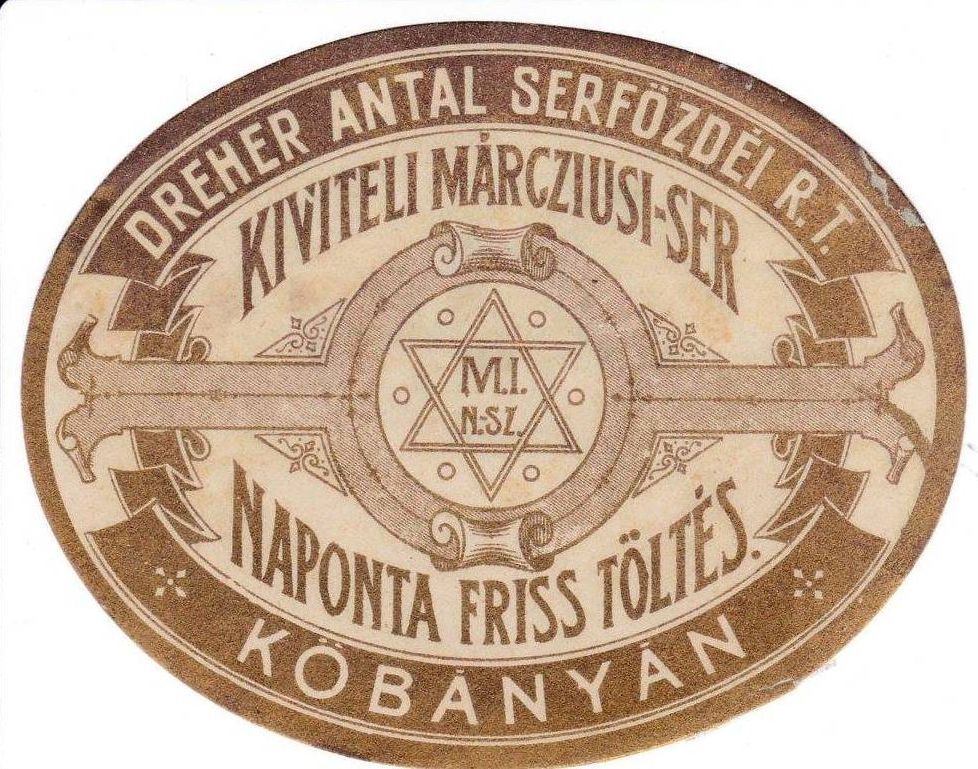 DREHER ANTAL SERFŐZDÉI R. T.
KIVITELI MÁRCZIUSI-SER
M.I.
N.-SZ.
NAPONTA FRISS TÖLTÉS.
KŐBÁNYÁN